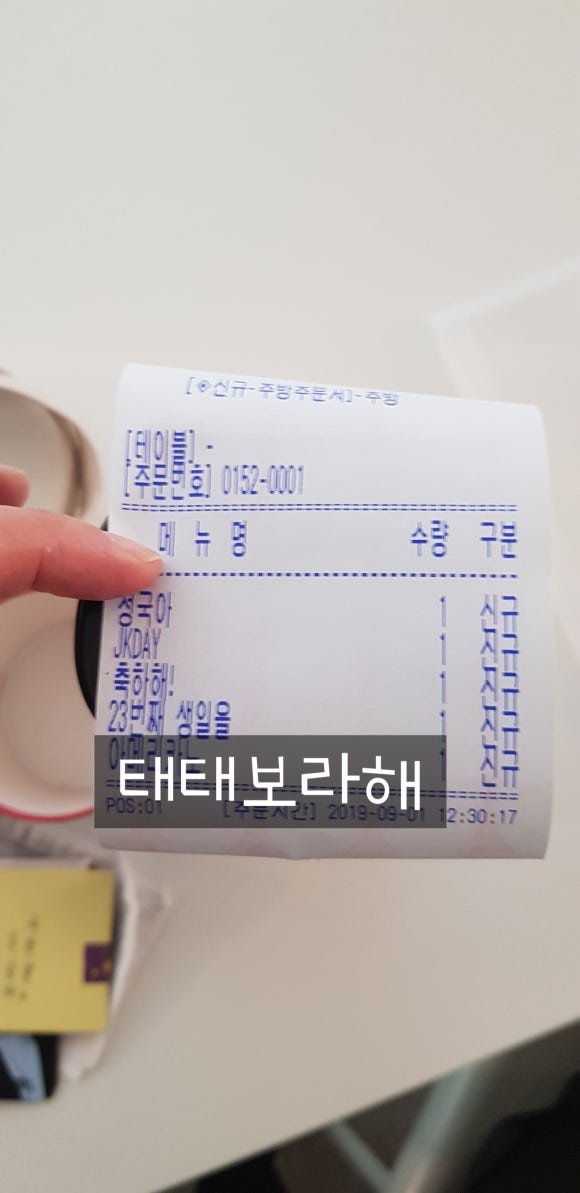 [◈신규-주방주문서]-주방
[테이블] -
[주문번호] 0152-0001
메 뉴 명 수량 구분
정국아 1 신규
JKDAY 1 신규
축하해! 1 신규
23번째 생일을 1 신규
1 신규
태태보라해
POS:01 [주문시간] 2019-09-01 12:30:17